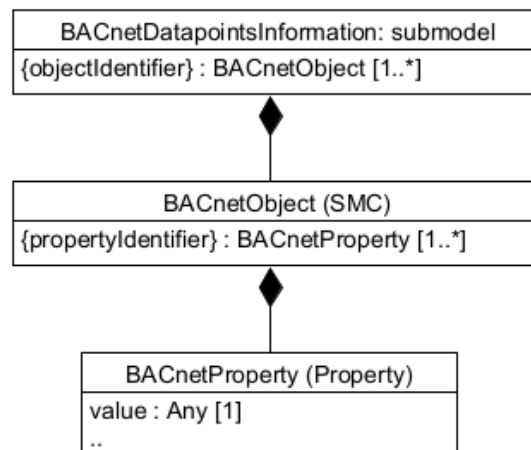 BACnetDatapointsInformation: submodel
{objectIdentifier} : BACnetObject [1..*]
BACnetObject (SMC)
{propertyIdentifier} : BACnetProperty [1..*]
BACnetProperty (Property)
value : Any [1]
..